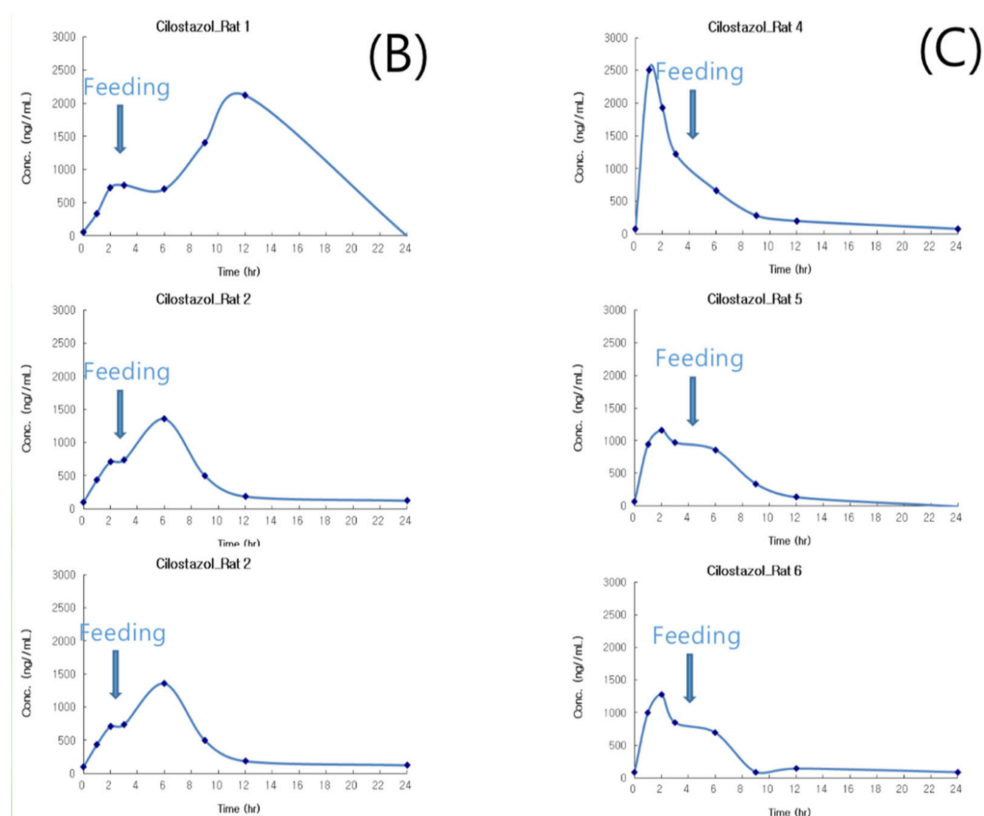 Cilostazol_Rat 1
(B)
3000
2500
2000
1500
1000
500
0
Conc. (ng//mL)
Feeding
0 2 4 6 8 10 12 14 16 18 20 22 24
Time (hr)
Cilostazol_Rat 2
3000
2500
2000
1500
1000
500
0
Conc. (ng//mL)
Feeding
0 2 4 6 8 10 12 14 16 18 20 22 24
Time (hr)
Cilostazol_Rat 2
3000
2500
2000
1500
1000
500
0
Conc. (ng//mL)
Feeding
0 2 4 6 8 10 12 14 16 18 20 22 24
Time (hr)
Cilostazol_Rat 4
(C)
3000
2500
2000
1500
1000
500
0
Conc. (ng//mL)
Feeding
0 2 4 6 8 10 12 14 16 18 20 22 24
Time (hr)
Cilostazol_Rat 5
3000
2500
2000
1500
1000
500
0
Conc. (ng//mL)
Feeding
0 2 4 6 8 10 12 14 16 18 20 22 24
Time (hr)
Cilostazol_Rat 6
3000
2500
2000
1500
1000
500
0
Conc. (ng//mL)
Feeding
0 2 4 6 8 10 12 14 16 18 20 22 24
Time (hr)